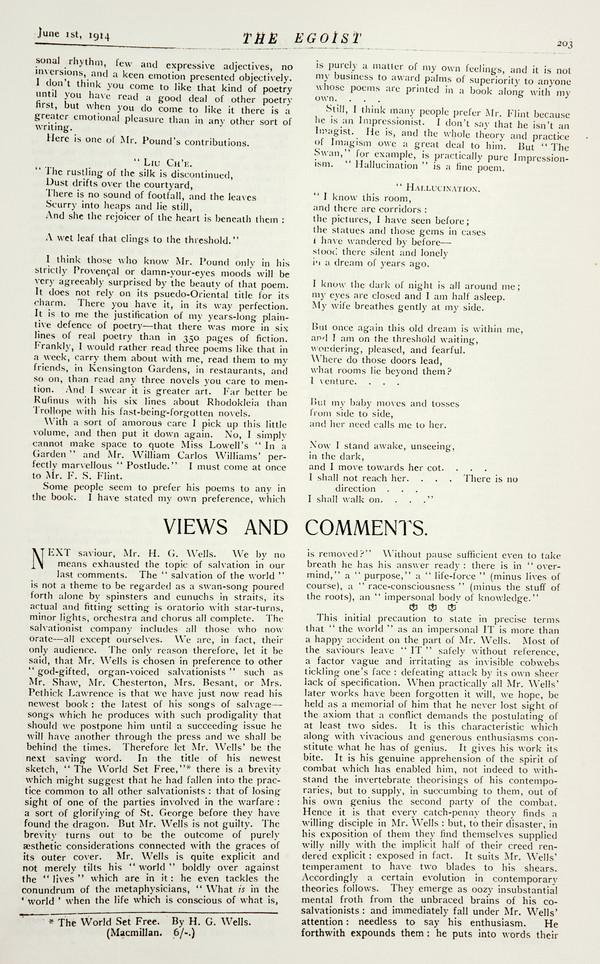 June 1st, 1914
THE EGOIST
203
sonal rhythm, few and expressive adjectives, no
inversions, and a keen emotion presented objectively.
I don't think you come to like that kind of poetry
until you have read a good deal of other poetry
first, but when you do come to like it there is a
greater emotional pleasure than in any other sort of
writing.
Here is one of Mr. Pound's contributions.
" Liu Ch'e.
" The rustling of the silk is discontinued,
Dust drifts over the courtyard,
There is no sound of footfall, and the leaves
Scurry into heaps and lie still,
And she the rejoicer of the heart is beneath them :
A wet leaf that clings to the threshold."
I think those who know Mr. Pound only in his
strictly Provençal or damn-your-eyes moods will be
very agreeably surprised by the beauty of that poem.
It does not rely on its psuedo-Oriental title for its
charm. There you have it, in its way perfection.
It is to me the justification of my years-long plain-
tive defence of poetry—that there was more in six
lines of real poetry than in 350 pages of fiction.
Frankly, I would rather read three poems like that in
a week, carry them about with me, read them to my
friends, in Kensington Gardens, in restaurants, and
so on, than read any three novels you care to men-
tion. And I swear it is greater art. Far better be
Rufinus with his six lines about Rhodokleia than
Trollope with his fast-being-forgotten novels.
With a sort of amorous care I pick up this little
volume, and then put it down again. No, I simply
cannot make space to quote Miss Lowell's " In a
Garden " and Mr. William Carlos Williams' per-
fectly marvellous " Postlude." I must come at once
to Mr. F. S. Flint.
Some people seem to prefer his poems to any in
the book. I have stated my own preference, which
is purely a matter of my own feelings, and it is not
my business to award palms of superiority to anyone
whose poems are printed in a book along with my
own. . . .
Still, I think many people prefer Mr. Flint because
he is an Impressionist. I don't say that he isn't an
Imagist. He is, and the whole theory and practice
of Imagism owe a great deal to him. But " The
Swan," for example, is practically pure Impression-
ism. " Hallucination " is a fine poem.
" Hallucination.
" I know this room,
and there are corridors :
the pictures, I have seen before ;
the statues and those gems in cases
I have wandered by before—
stood there silent and lonely
in a dream of years ago.
I know the dark of night is all around me ;
my eyes are closed and I am half asleep.
My wife breathes gently at my side.
But once again this old dream is within me,
and I am on the threshold waiting,
wondering, pleased, and fearful.
Where do those doors lead,
what rooms lie beyond them?
I venture. . . .
But my baby moves and tosses
from side to side,
and her need calls me to her.
Now I stand awake, unseeing,
in the dark,
and I move towards her cot. . . .
I shall not reach her. . . . There is no
direction . . .
I shall walk on. . . ."
VIEWS AND COMMENTS.
NEXT saviour, Mr. H. G. Wells. We by no
means exhausted the topic of salvation in our
last comments. The " salvation of the world "
is not a theme to be regarded as a swan-song poured
forth alone by spinsters and eunuchs in straits, its
actual and fitting setting is oratorio with star-turns,
minor lights, orchestra and chorus all complete. The
salvationist company includes all those who now
orate—all except ourselves. We are, in fact, their
only audience. The only reason therefore, let it be
said, that Mr. Wells is chosen in preference to other
" god-gifted, organ-voiced salvationists " such as
Mr. Shaw, Mr. Chesterton, Mrs. Besant, or Mrs.
Pethick Lawrence is that we have just now read his
newest book : the latest of his songs of salvage—
songs which he produces with such prodigality that
should we postpone him until a succeeding issue he
will have another through the press and we shall be
behind the times. Therefore let Mr. Wells' be the
next saving word. In the title of his newest
sketch, " The World Set Free,"* there is a brevity
which might suggest that he had fallen into the prac-
tice common to all other salvationists : that of losing
sight of one of the parties involved in the warfare :
a sort of glorifying of St. George before they have
found the dragon. But Mr. Wells is not guilty. The
brevity turns out to be the outcome of purely
æsthetic considerations connected with the graces of
its outer cover. Mr. Wells is quite explicit and
not merely tilts his " world " boldly over against
the " lives " which are in it : he even tackles the
conundrum of the metaphysicians, " What is in the
' world ' when the life which is conscious of what is,
* The World Set Free. By H. G. Wells.
(Macmillan. 6/-.)
is removed?" Without pause sufficient even to take
breath he has his answer ready : there is in " over-
mind," a " purpose," a " life-force " (minus lives of
course), a " race-consciousness " (minus the stuff of
the roots), an " impersonal body of knowledge."
This initial precaution to state in precise terms
that " the world " as an impersonal IT is more than
a happy accident on the part of Mr. Wells. Most of
the saviours leave " IT " safely without reference,
a factor vague and irritating as invisible cobwebs
tickling one's face : defeating attack by its own sheer
lack of specification. When practically all Mr. Wells'
later works have been forgotten it will, we hope, be
held as a memorial of him that he never lost sight of
the axiom that a conflict demands the postulating of
at least two sides. It is this characteristic which
along with vivacious and generous enthusiasms con-
stitute what he has of genius. It gives his work its
bite. It is his genuine apprehension of the spirit of
combat which has enabled him, not indeed to with-
stand the invertebrate theorisings of his contempo-
raries, but to supply, in succumbing to them, out of
his own genius the second party of the combat.
Hence it is that every catch-penny theory finds a
willing disciple in Mr. Wells : but, to their disaster, in
his exposition of them they find themselves supplied
willy nilly with the implicit half of their creed ren-
dered explicit : exposed in fact. It suits Mr. Wells'
temperament to have two blades to his shears.
Accordingly a certain evolution in contemporary
theories follows. They emerge as oozy insubstantial
mental froth from the unbraced brains of his co-
salvationists : and immediately fall under Mr. Wells'
attention : needless to say his enthusiasm. He
forthwith expounds them : he puts into words their